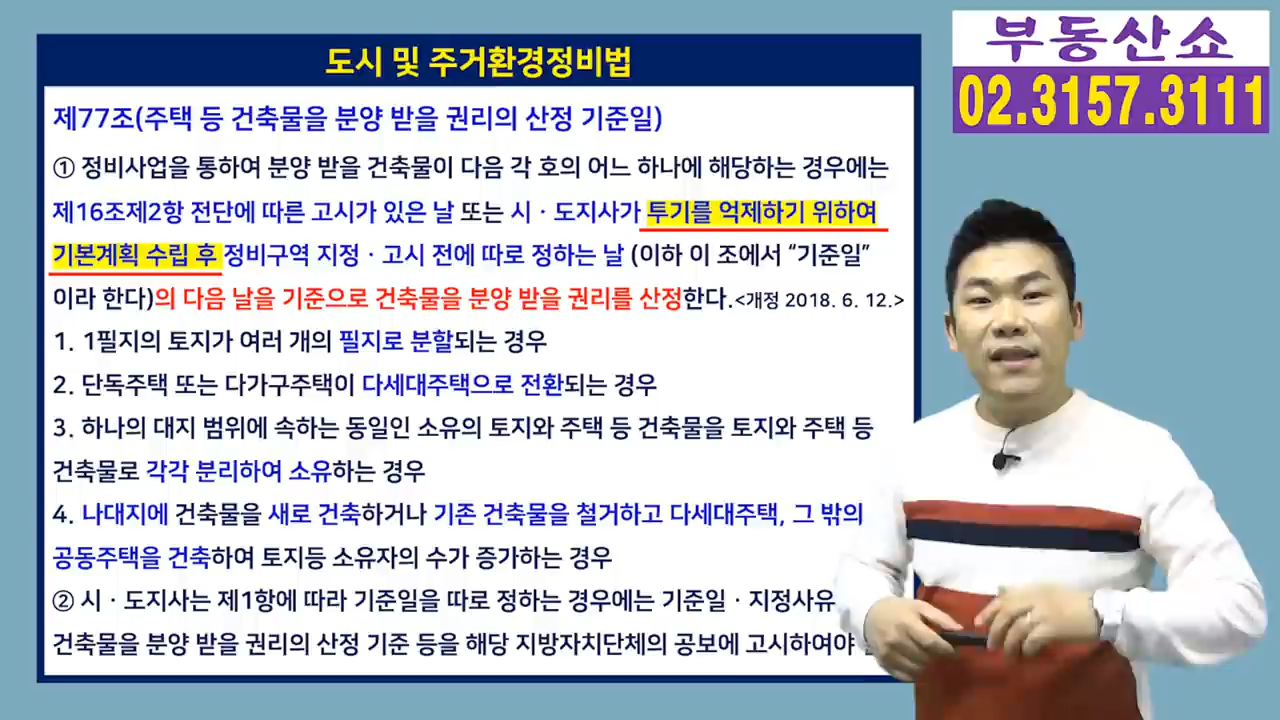 부동산쇼
02.3157.3111
도시 및 주거환경정비법
제77조(주택 등 건축물을 분양 받을 권리의 산정 기준일)
① 정비사업을 통하여 분양 받을 건축물이 다음 각 호의 어느 하나에 해당하는 경우에는
제16조제2항 전단에 따른 고시가 있은 날 또는 시ㆍ도지사가 투기를 억제하기 위하여
기본계획 수립 후 정비구역 지정ㆍ고시 전에 따로 정하는 날 (이하 이 조에서 “기준일”
이라 한다)의 다음 날을 기준으로 건축물을 분양 받을 권리를 산정한다.<개정 2018. 6. 12.>
1. 1필지의 토지가 여러 개의 필지로 분할되는 경우
2. 단독주택 또는 다가구주택이 다세대주택으로 전환되는 경우
3. 하나의 대지 범위에 속하는 동일인 소유의 토지와 주택 등 건축물을 토지와 주택 등
건축물로 각각 분리하여 소유하는 경우
4. 나대지에 건축물을 새로 건축하거나 기존 건축물을 철거하고 다세대주택, 그 밖의
공동주택을 건축하여 토지등 소유자의 수가 증가하는 경우
② 시ㆍ도지사는 제1항에 따라 기준일을 따로 정하는 경우에는 기준일ㆍ지정사유
건축물을 분양 받을 권리의 산정 기준 등을 해당 지방자치단체의 공보에 고시하여야